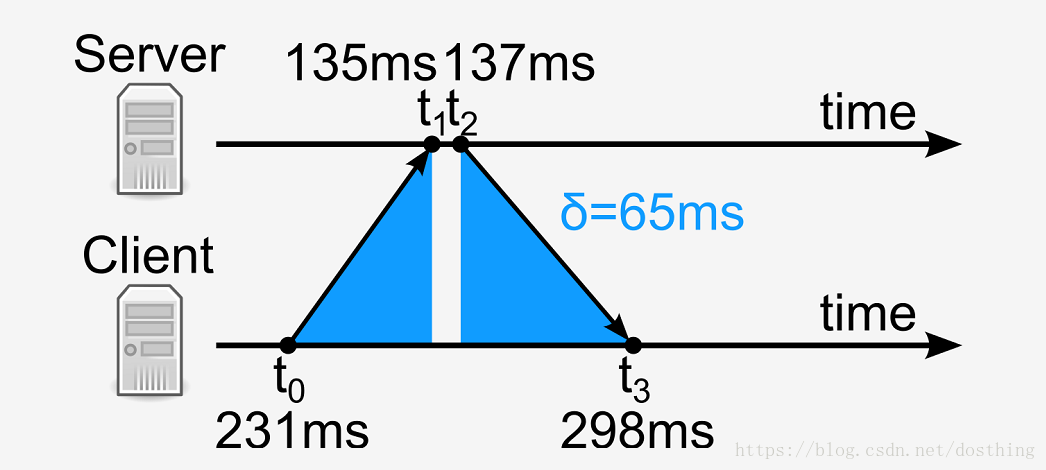 Server
135ms 137ms
t1 t2
time
δ=65ms
Client
time
t0
t3
231ms
298ms
https://blog.csdn.net/dosthing